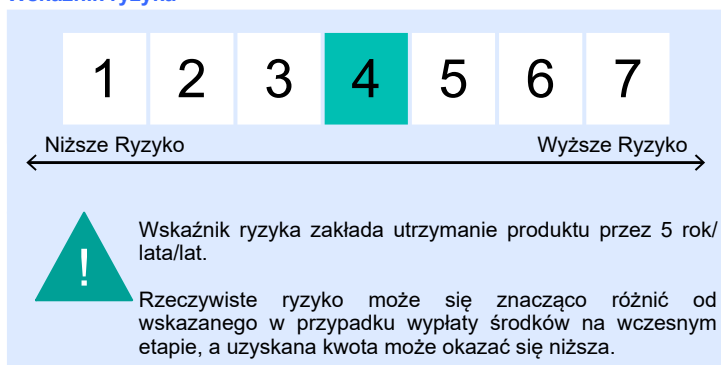 Wskaźnik ryzyka
1 2 3 4 5 6 7
Niższe Ryzyko Wyższe Ryzyko
!
Wskaźnik ryzyka zakłada utrzymanie produktu przez 5 rok/
lata/lat.
Rzeczywiste ryzyko może się znacząco różnić od
wskazanego w przypadku wypłaty środków na wczesnym
etapie, a uzyskana kwota może okazać się niższa.